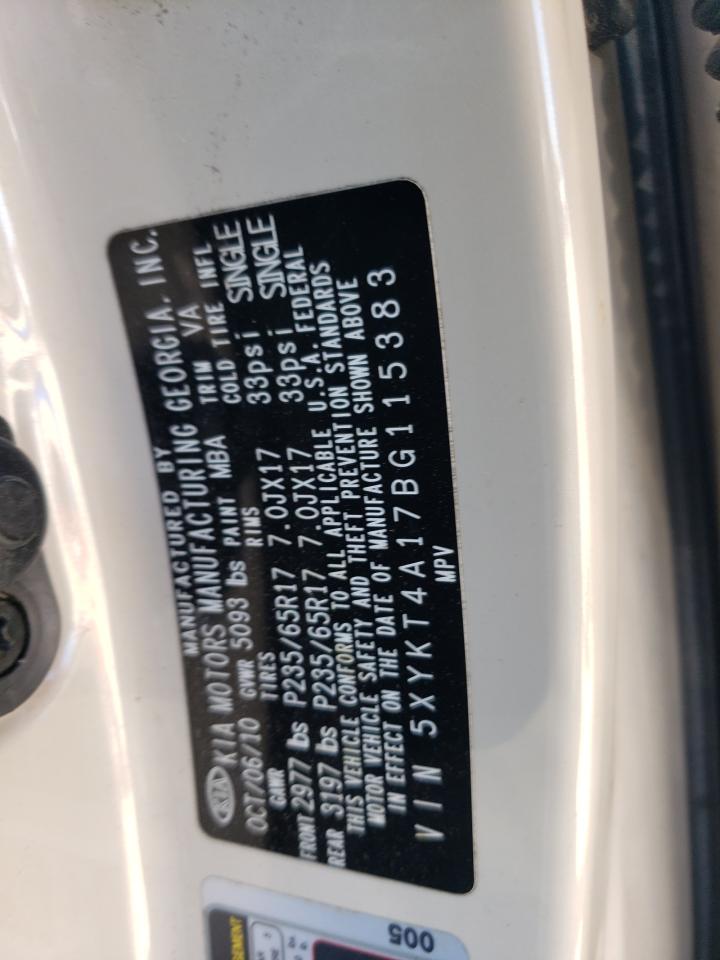 MANUFACTURED BY
KIA KIA MOTORS MANUFACTURING GEORGIA, INC.
OCT/06/10 GVWR 5093 lbs PAINT MBA TRIM VA
GAWR TIRES RIMS COLD TIRE INFL
FRONT 2977 lbs P235/65R17 7.0JX17 33psi SINGLE
REAR 3197 lbs P235/65R17 7.0JX17 33psi SINGLE
THIS VEHICLE CONFORMS TO ALL APPLICABLE U.S.A. FEDERAL
MOTOR VEHICLE SAFETY AND THEFT PREVENTION STANDARDS
IN EFFECT ON THE DATE OF MANUFACTURE SHOWN ABOVE
VIN 5XYKT4A17BG115383
MPV
005